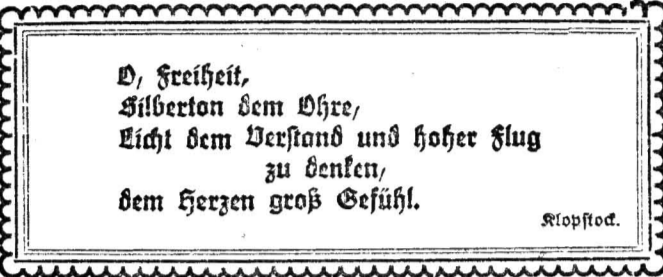 O, Freiheit,
Silberton dem Ohre,
Licht dem Verstand und hoher Flug
zu denken,
dem Herzen groß Gefühl.
Klopstock.